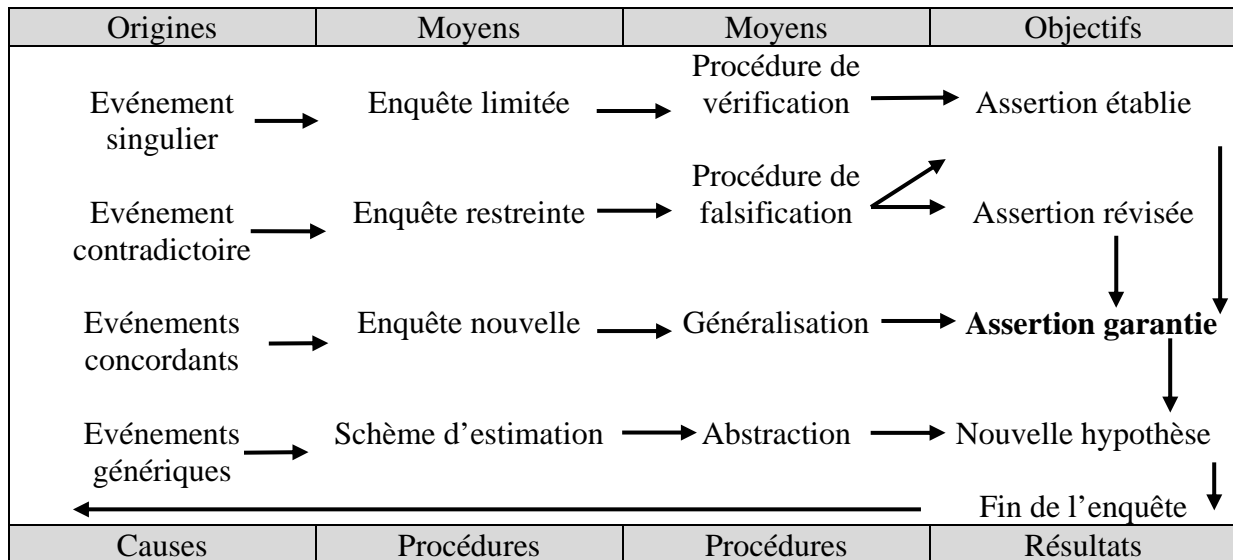 Origines Moyens Moyens Objectifs
Evénement singulier Enquête limitée Procédure de vérification Assertion établie
Evénement contradictoire Enquête restreinte Procédure de falsification Assertion révisée
Evénements concordants Enquête nouvelle Généralisation Assertion garantie
Evénements génériques Schème d’estimation Abstraction Nouvelle hypothèse
Fin de l’enquête
Causes Procédures Procédures Résultats